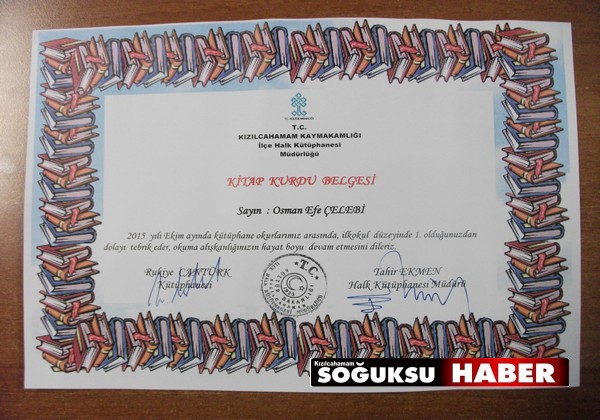 T.C. KÜLTÜR BAKANLIĞI
T.C.
KIZILCAHAMAM KAYMAKAMLIĞI
İlçe Halk Kütüphanesi
Müdürlüğü
KİTAP KURDU BELGESİ
Sayın : Osman Efe ÇELEBİ
2015 yılı Ekim ayında kütüphane okurlarımız arasında, ilkokul düzeyinde 1. olduğunuzdan
dolayı tebrik eder, okuma alışkanlığınızın hayat boyu devam etmesini dileriz.
Rukiye CANTÜRK
Kütüphaneci
T.C.
Tahir EKMEN
Halk Kütüphanesi Müdürü
Kızılcahamam
SOĞUKSU HABER